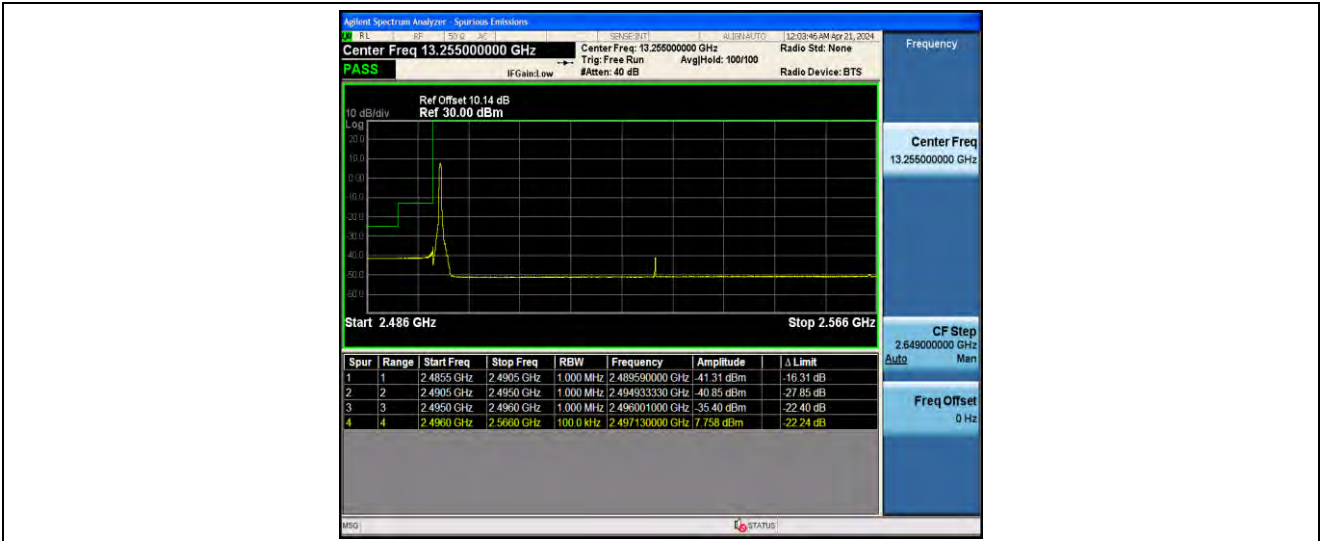 Agilent Spectrum Analyzer - Spurious Emissions
RL RF 50 Ω AC SENSE:INT ALIGN AUTO 12:03:46 AM Apr 21, 2024
Center Freq 13.255000000 GHz Center Freq: 13.255000000 GHz Radio Std: None
Trig: Free Run Avg|Hold: 100/100
PASS IFGain:Low #Atten: 40 dB Radio Device: BTS
Ref Offset 10.14 dB
10 dB/div Ref 30.00 dBm
Log
20.0
10.0
0.00
-10.0
-20.0
-30.0
-40.0
-50.0
-60.0
Start 2.486 GHz Stop 2.566 GHz
Spur Range Start Freq Stop Freq RBW Frequency Amplitude Δ Limit
1 1 2.4855 GHz 2.4905 GHz 1.000 MHz 2.489590000 GHz -41.31 dBm -16.31 dB
2 2 2.4905 GHz 2.4950 GHz 1.000 MHz 2.494933330 GHz -40.85 dBm -27.85 dB
3 3 2.4950 GHz 2.4960 GHz 1.000 MHz 2.496001000 GHz -35.40 dBm -22.40 dB
4 4 2.4960 GHz 2.5660 GHz 100.0 kHz 2.497130000 GHz 7.758 dBm -22.24 dB
MSG STATUS
Frequency
Center Freq
13.255000000 GHz
CF Step
2.649000000 GHz
Auto Man
Freq Offset
0 Hz